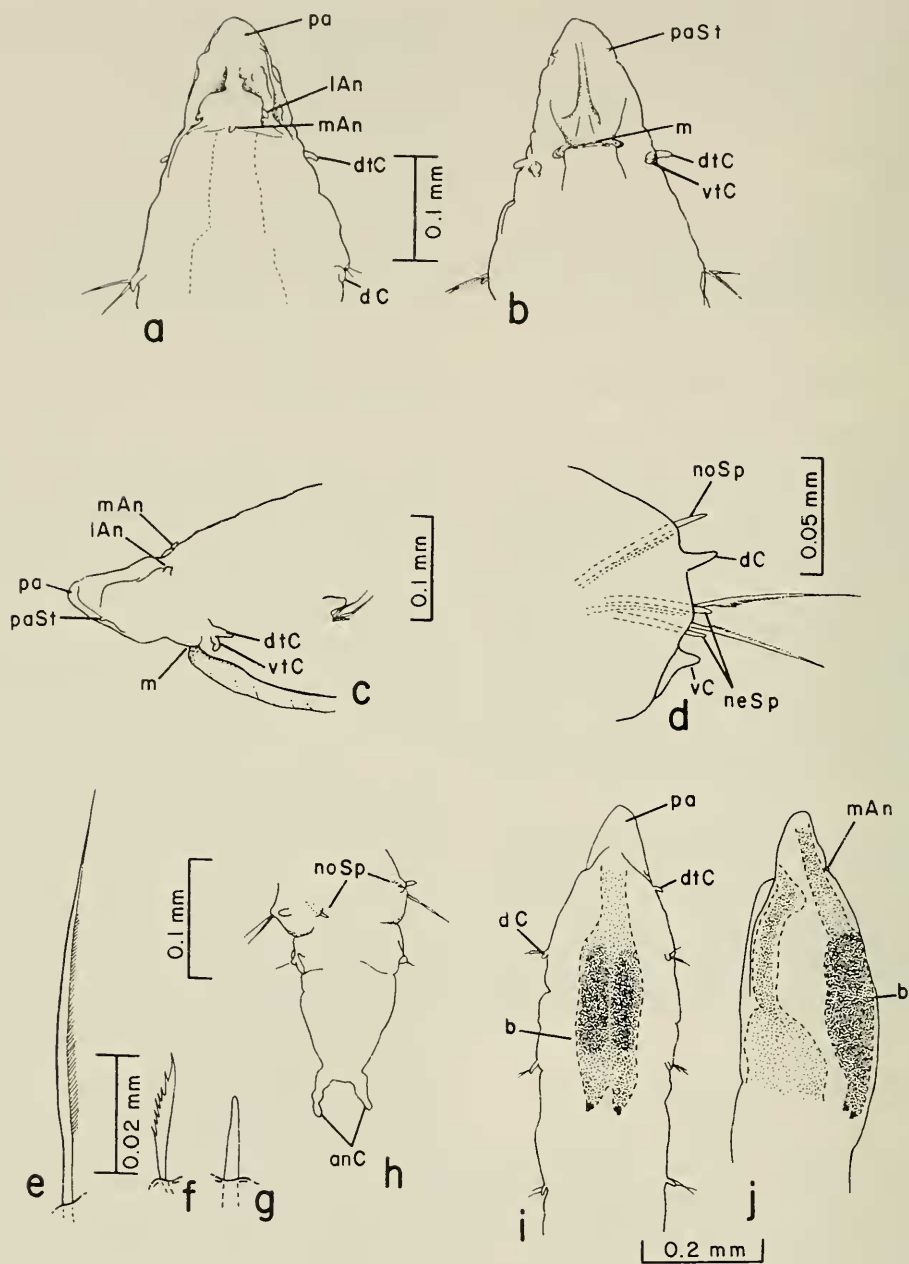 pa
lAn
mAn
dtC
0.1 mm
dC
a
paSt
m
dtC
vtC
b
mAn
lAn
pa
paSt
m
dtC
vtC
0.1 mm
c
noSp
0.05 mm
dC
neSp
vC
d
0.1 mm
noSp
0.02 mm
anC
e
f
g
h
pa
dtC
dC
b
i
mAn
b
j
0.2 mm